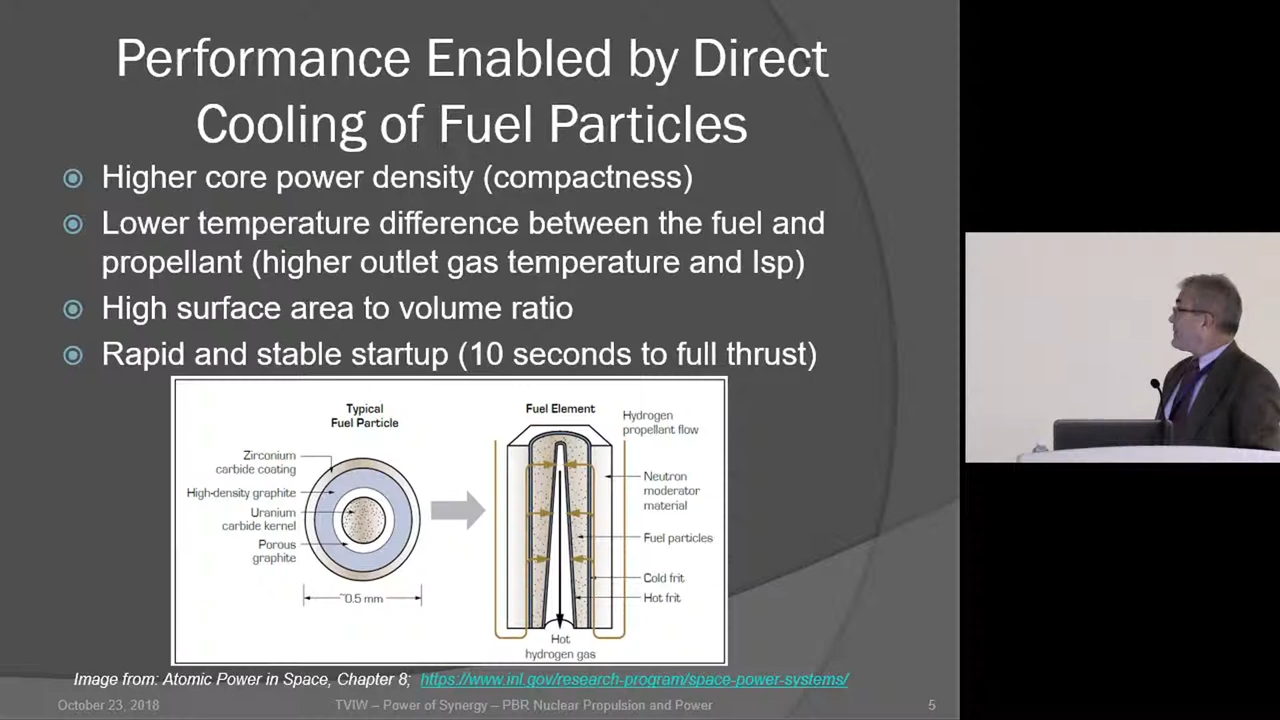 Performance Enabled by Direct
Cooling of Fuel Particles
Higher core power density (compactness)
Lower temperature difference between the fuel and
propellant (higher outlet gas temperature and Isp)
High surface area to volume ratio
Rapid and stable startup (10 seconds to full thrust)
Typical
Fuel Particle
Zirconium
carbide coating
High-density graphite
Uranium
carbide kernel
Porous
graphite
~0.5 mm
Fuel Element
Hydrogen
propellant flow
Neutron
moderator
material
Fuel particles
Cold frit
Hot frit
Hot
hydrogen gas
Image from: Atomic Power in Space, Chapter 8; https://www.inl.gov/research-program/space-power-systems/
October 23, 2018 TVIW – Power of Synergy – PBR Nuclear Propulsion and Power 5